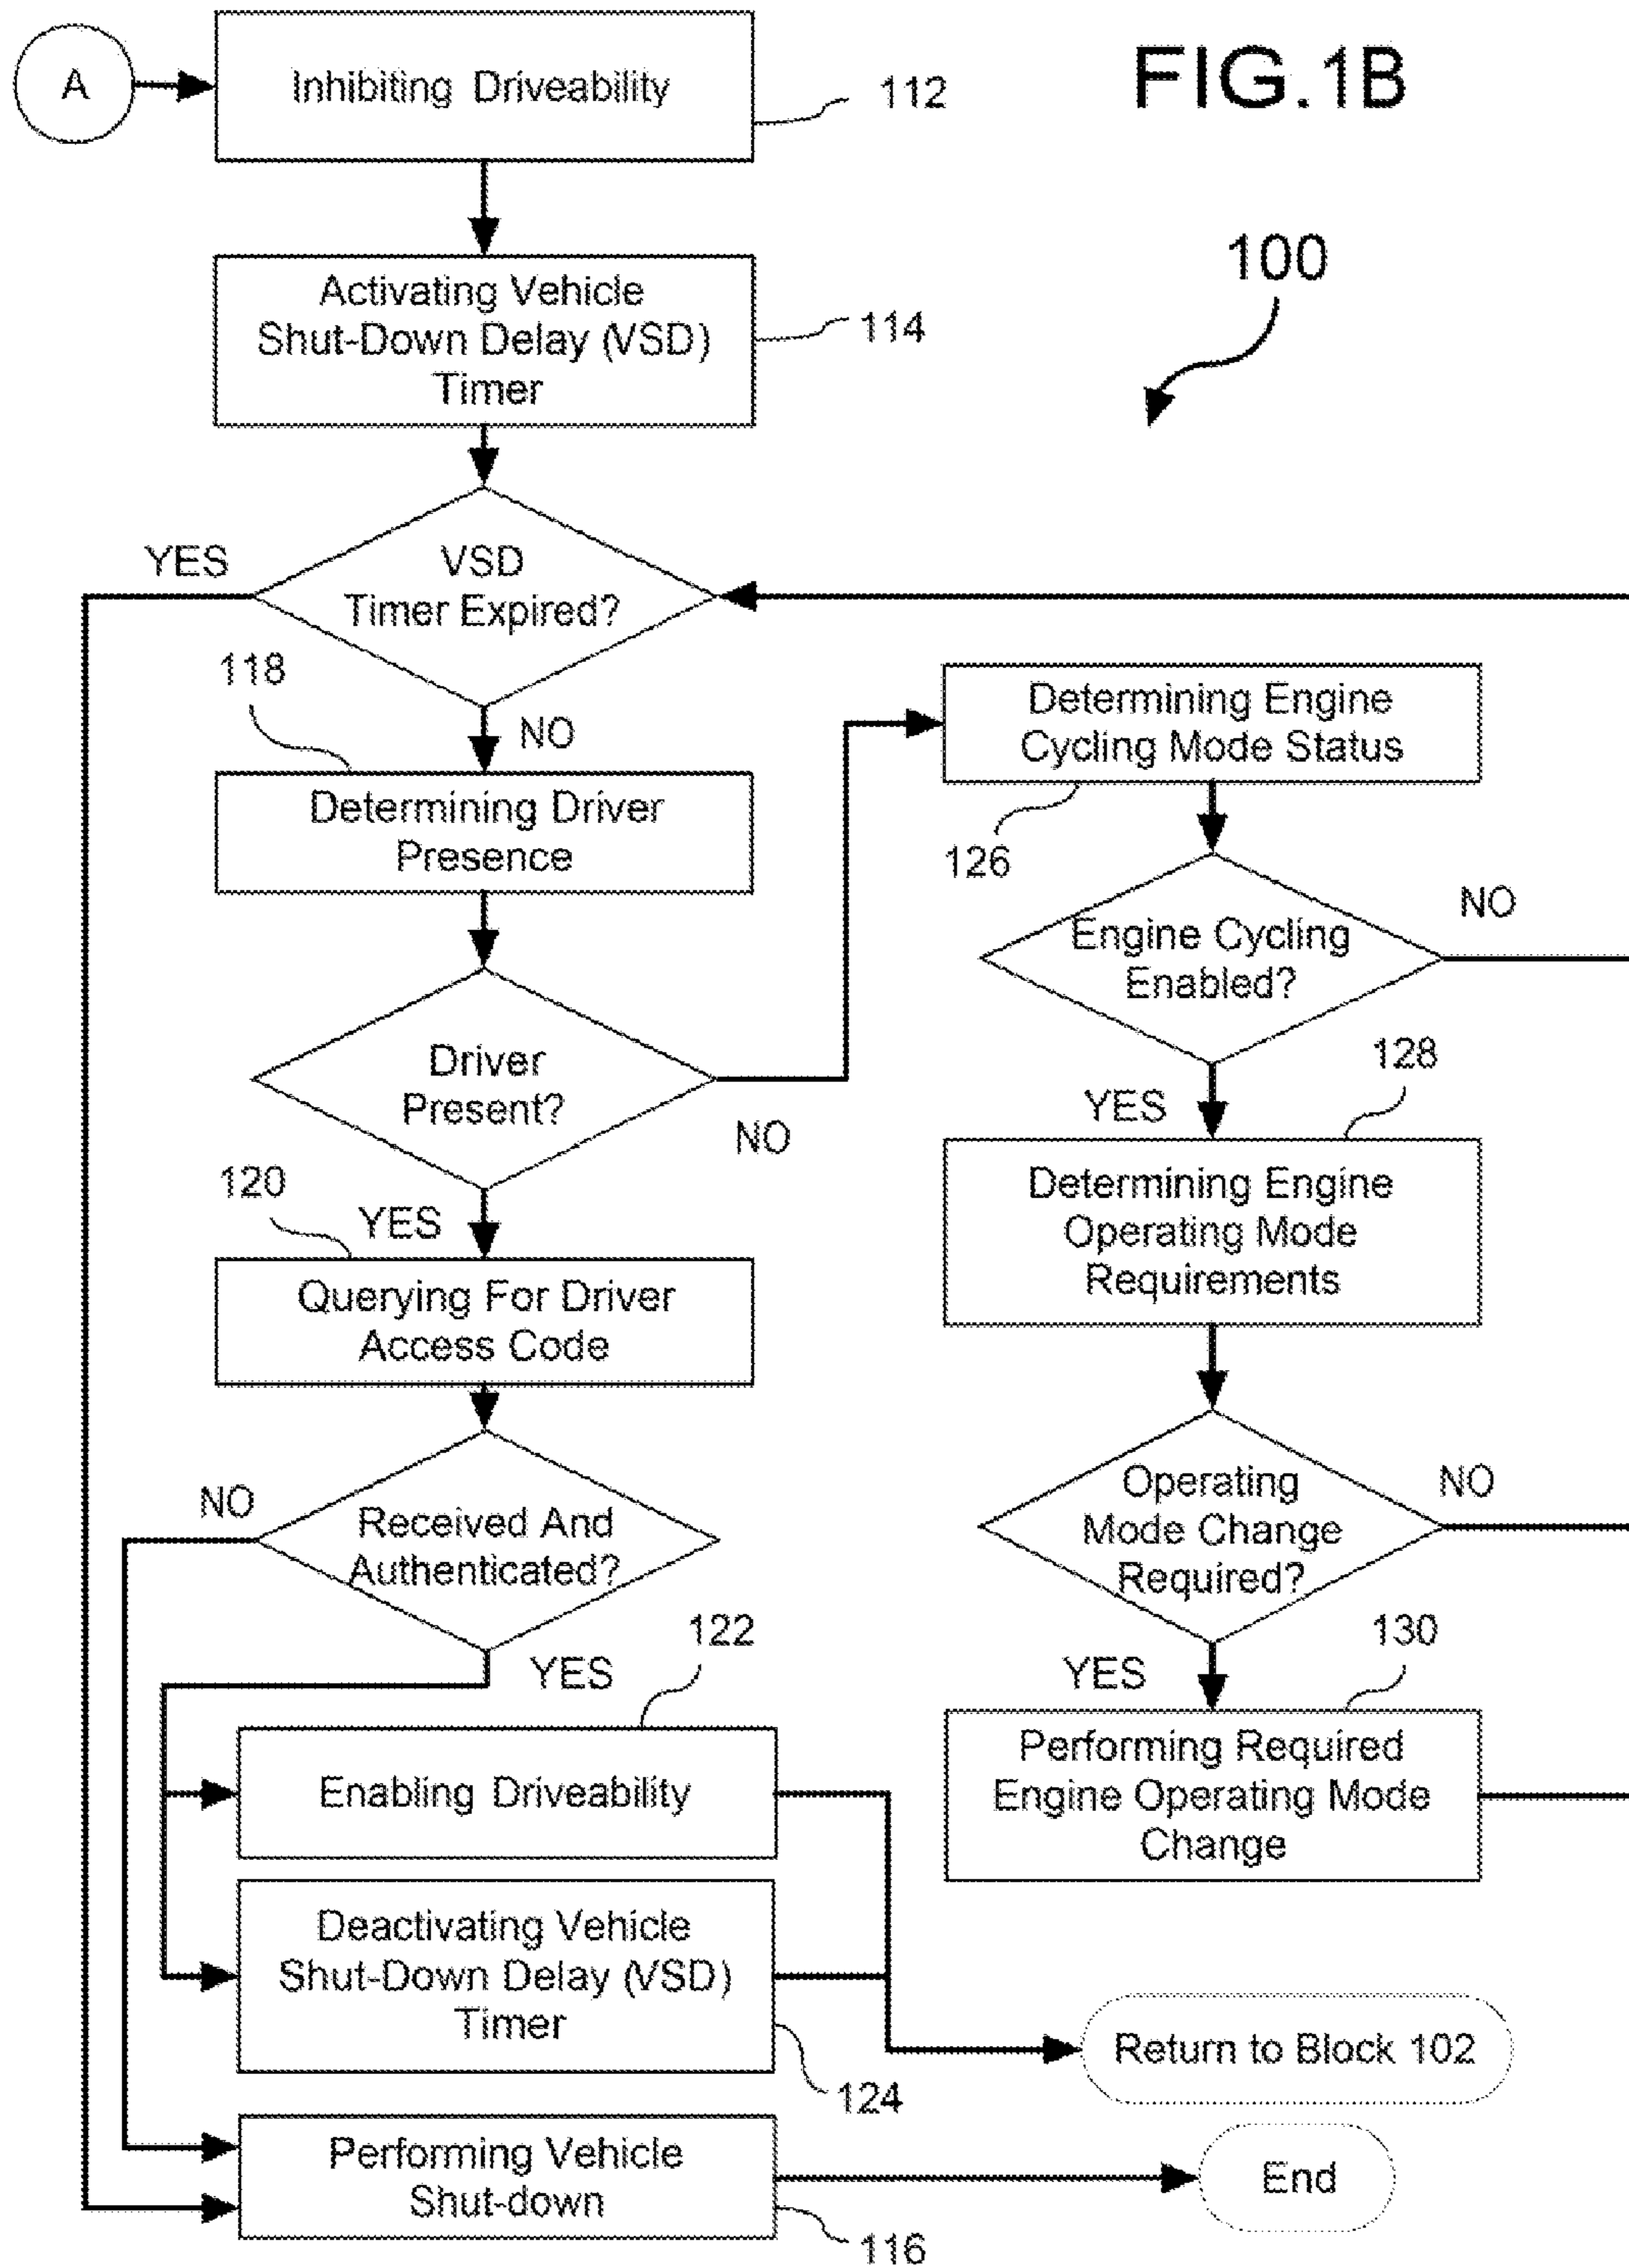 FIG.1B
A
Inhibiting Driveability
112
100
Activating Vehicle
Shut-Down Delay (VSD)
Timer
114
VSD
Timer Expired?
YES
NO
118
Determining Driver
Presence
Driver
Present?
NO
YES
120
Querying For Driver
Access Code
Received And
Authenticated?
NO
YES
122
Enabling Driveability
Deactivating Vehicle
Shut-Down Delay (VSD)
Timer
124
Performing Vehicle
Shut-down
116
Determining Engine
Cycling Mode Status
126
Engine Cycling
Enabled?
NO
YES
128
Determining Engine
Operating Mode
Requirements
Operating
Mode Change
Required?
NO
YES
130
Performing Required
Engine Operating Mode
Change
Return to Block 102
End